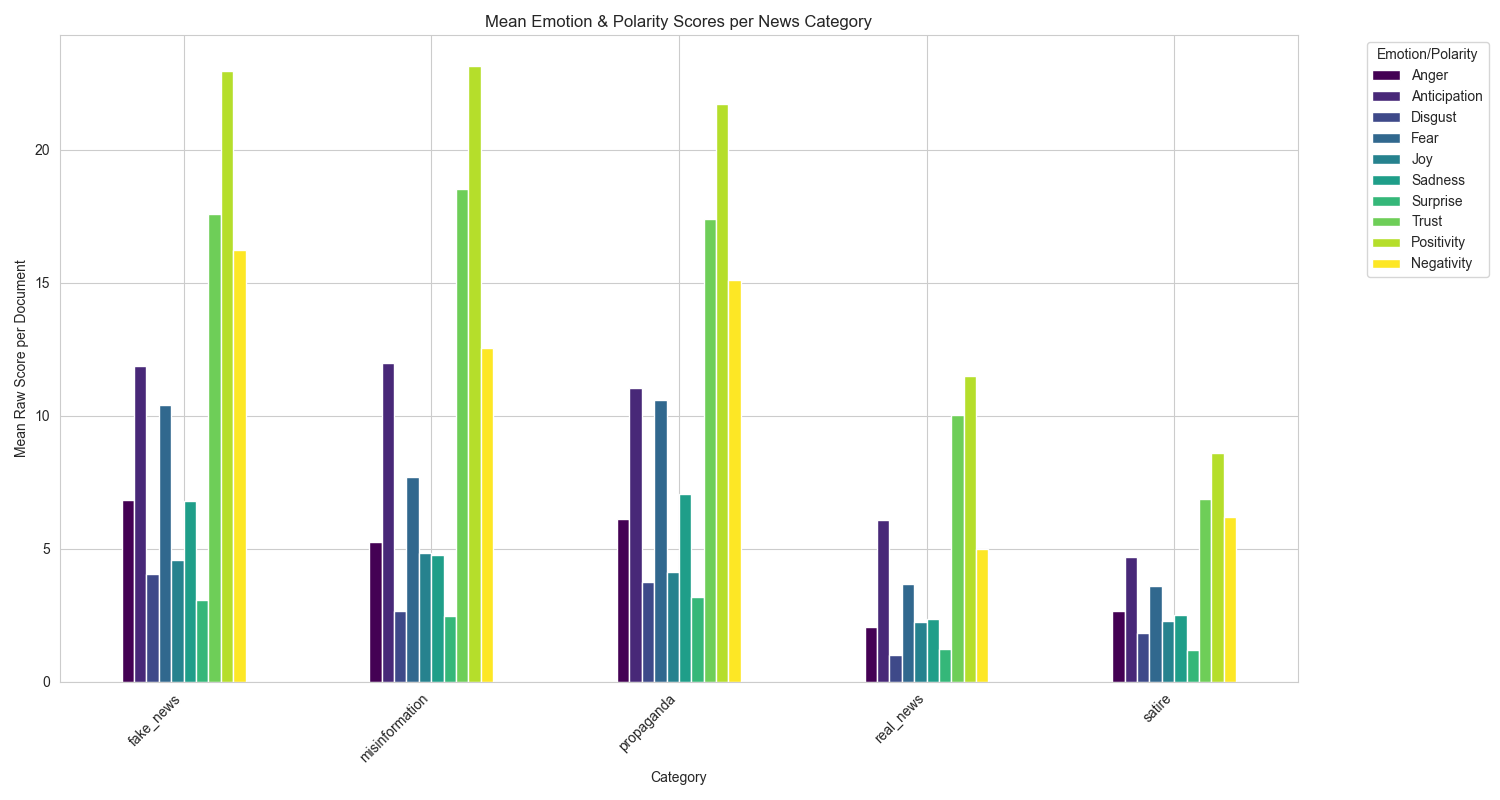 Mean Emotion & Polarity Scores per News Category
Emotion/Polarity
Anger
Anticipation
Disgust
Fear
Joy
Sadness
Surprise
Trust
Positivity
Negativity
Mean Raw Score per Document
20
15
10
5
0
fake_news
misinformation
propaganda
real_news
satire
Category